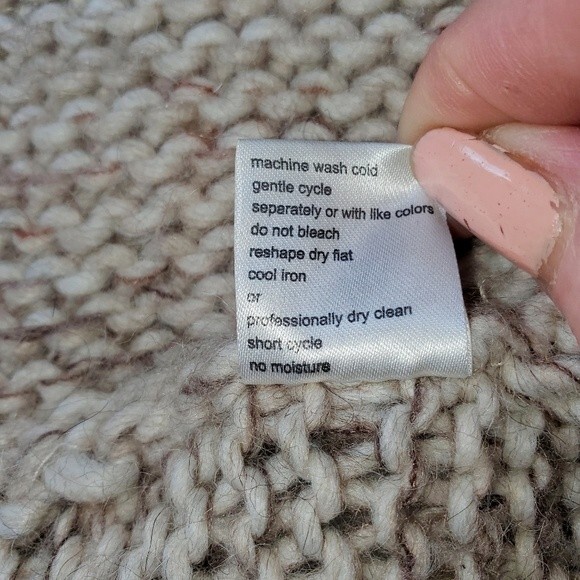 machine wash cold
gentle cycle
separately or with like colors
do not bleach
reshape dry flat
cool iron
or
professionally dry clean
short cycle
no moisture